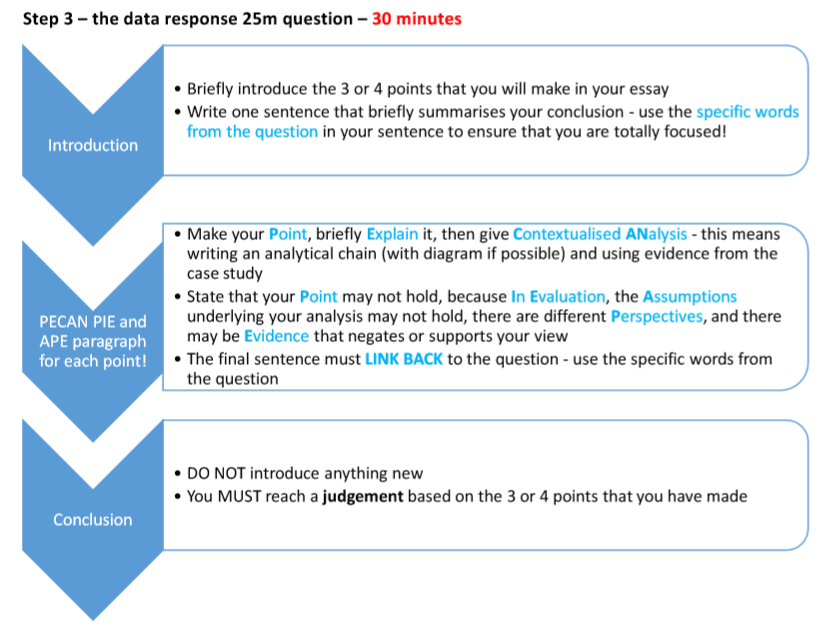 Step 3 – the data response 25m question – 30 minutes
Introduction
• Briefly introduce the 3 or 4 points that you will make in your essay
• Write one sentence that briefly summarises your conclusion - use the specific words
from the question in your sentence to ensure that you are totally focused!
PECAN PIE and
APE paragraph
for each point!
• Make your Point, briefly Explain it, then give Contextualised ANalysis - this means
writing an analytical chain (with diagram if possible) and using evidence from the
case study
• State that your Point may not hold, because In Evaluation, the Assumptions
underlying your analysis may not hold, there are different Perspectives, and there
may be Evidence that negates or supports your view
• The final sentence must LINK BACK to the question - use the specific words from
the question
Conclusion
• DO NOT introduce anything new
• You MUST reach a judgement based on the 3 or 4 points that you have made